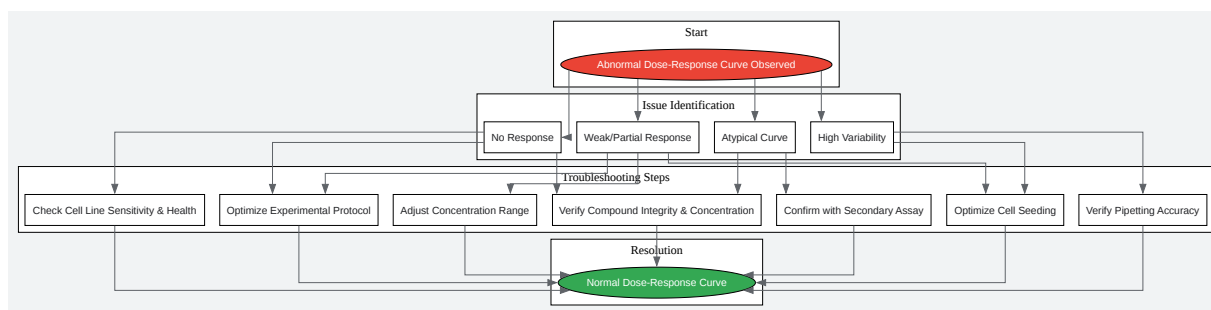 Start
Abnormal Dose-Response Curve Observed
Issue Identification
No Response
Weak/Partial Response
Atypical Curve
High Variability
Troubleshooting Steps
Check Cell Line Sensitivity & Health
Optimize Experimental Protocol
Adjust Concentration Range
Verify Compound Integrity & Concentration
Confirm with Secondary Assay
Optimize Cell Seeding
Verify Pipetting Accuracy
Resolution
Normal Dose-Response Curve